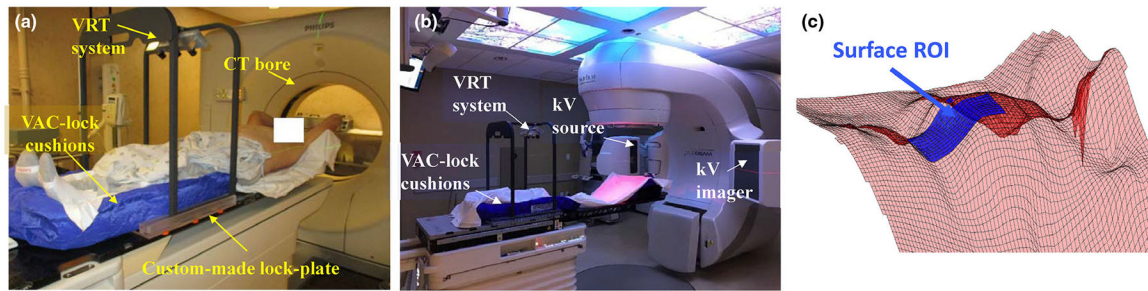 (a)
VRT
system
PHILIPS
CT bore
VAC-lock
cushions
Custom-made lock-plate
(b)
VRT
system
kV
source
VAC-lock
cushions
kV
imager
(c)
Surface ROI